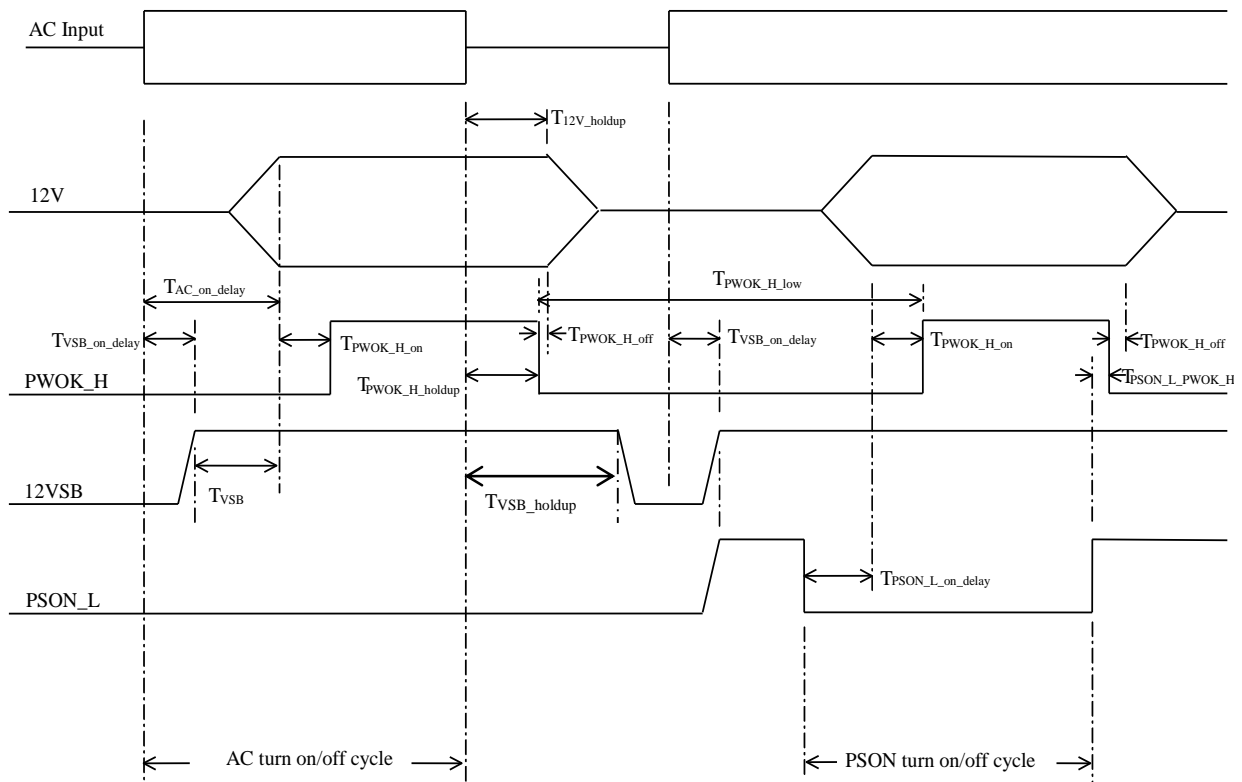 AC Input
T12V_holdup
12V
TAC_on_delay
TPWOK_H_low
TVSB_on_delay
TPWOK_H_on
TPWOK_H_off
TVSB_on_delay
TPWOK_H_on
TPWOK_H_off
PWOK_H
TPWOK_H_holdup
TPSON_L_PWOK_H
12VSB
TVSB
TVSB_holdup
TPSON_L_on_delay
PSON_L
AC turn on/off cycle
PSON turn on/off cycle